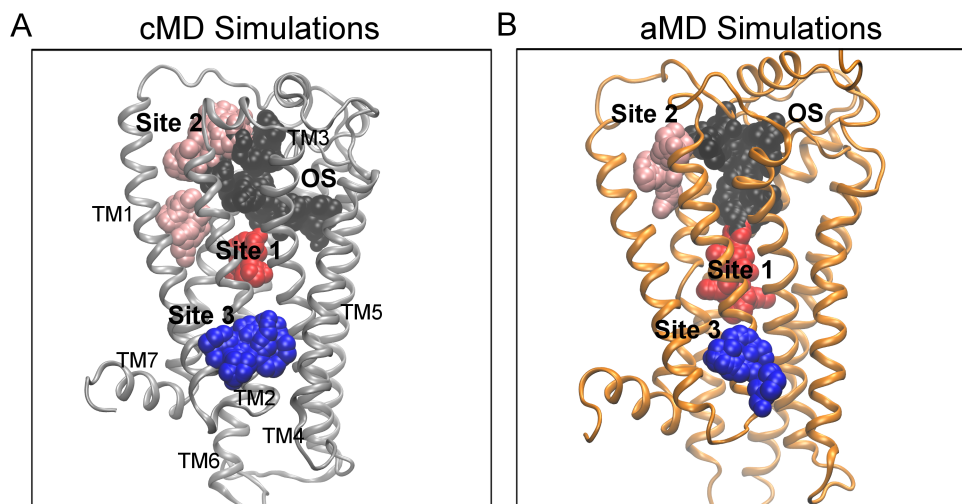 A
cMD Simulations
Site 2
TM3
OS
TM1
Site 1
Site 3
TM5
TM7
TM2
TM4
TM6
B
aMD Simulations
Site 2
OS
Site 1
Site 3